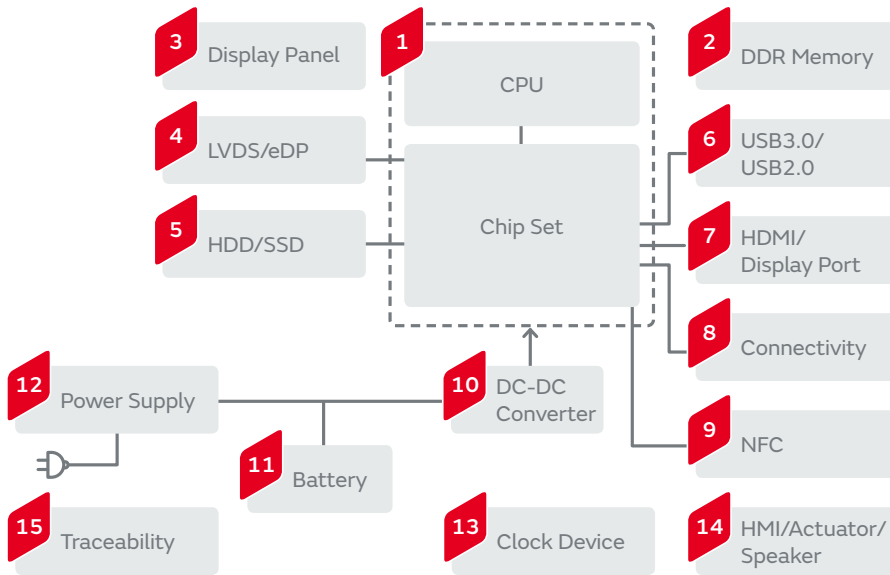 3
Display Panel
1
CPU
2
DDR Memory
4
LVDS/eDP
6
USB3.0/
USB2.0
5
HDD/SSD
Chip Set
7
HDMI/
Display Port
8
Connectivity
12
Power Supply
10
DC-DC
Converter
9
NFC
11
Battery
15
Traceability
13
Clock Device
14
HMI/Actuator/
Speaker